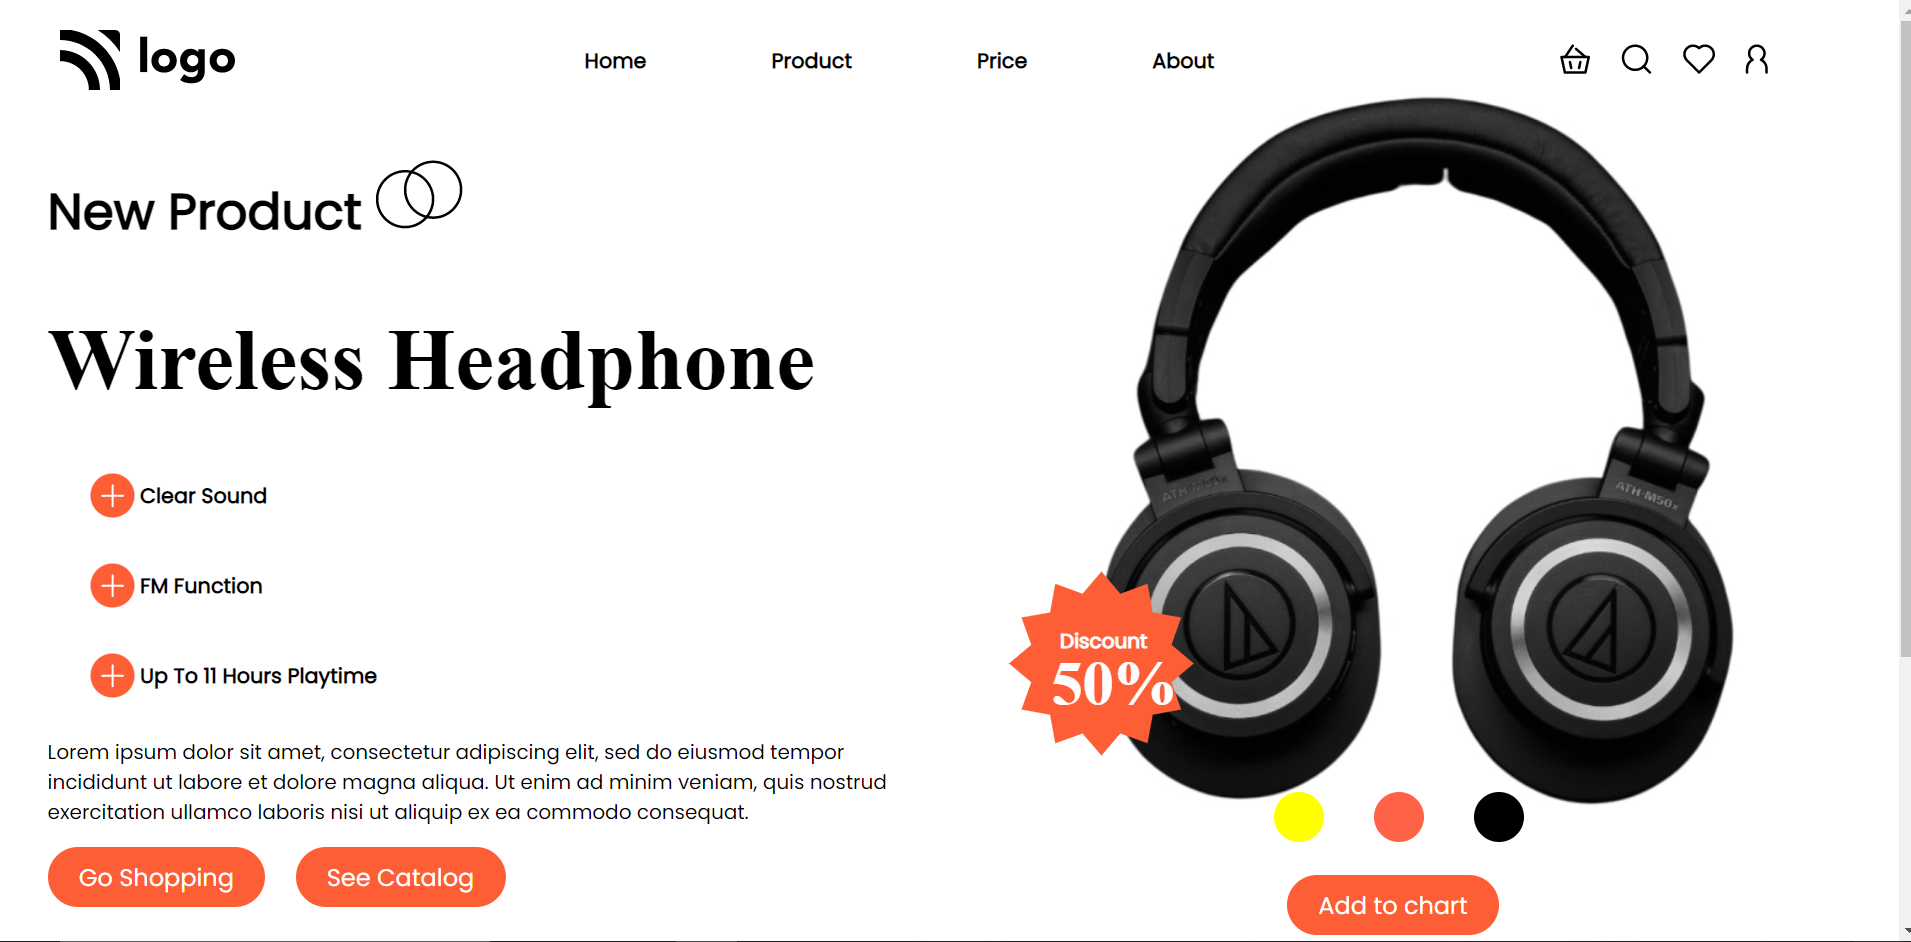 logo
Home Product Price About
New Product
Wireless Headphone
Clear Sound
FM Function
Up To 11 Hours Playtime
Lorem ipsum dolor sit amet, consectetur adipiscing elit, sed do eiusmod tempor
incididunt ut labore et dolore magna aliqua. Ut enim ad minim veniam, quis nostrud
exercitation ullamco laboris nisi ut aliquip ex ea commodo consequat.
Go Shopping See Catalog
ATH-M50x
ATH-M50x
Discount
50%
Add to chart